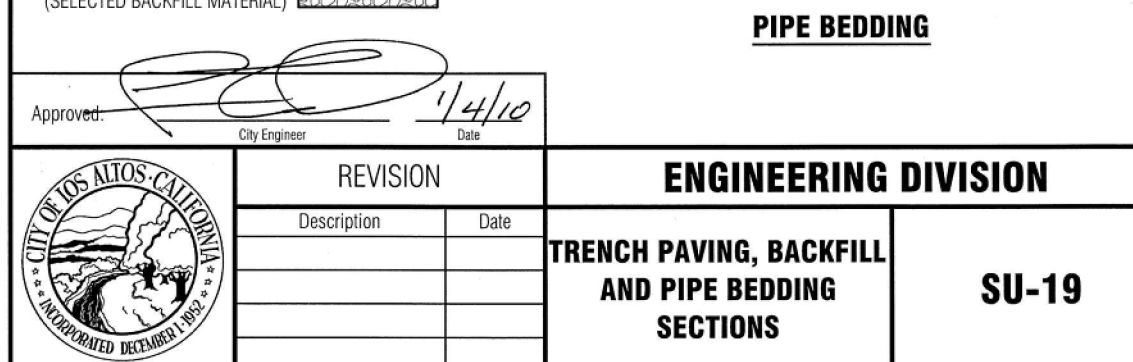 (SELECTED BACKFILL MATERIAL)
PIPE BEDDING
Approved:
1/4/10
City Engineer
Date
CITY OF LOS ALTOS · CALIFORNIA
INCORPORATED DECEMBER 1·1952
REVISION
Description
Date
ENGINEERING DIVISION
TRENCH PAVING, BACKFILL
AND PIPE BEDDING
SECTIONS
SU-19